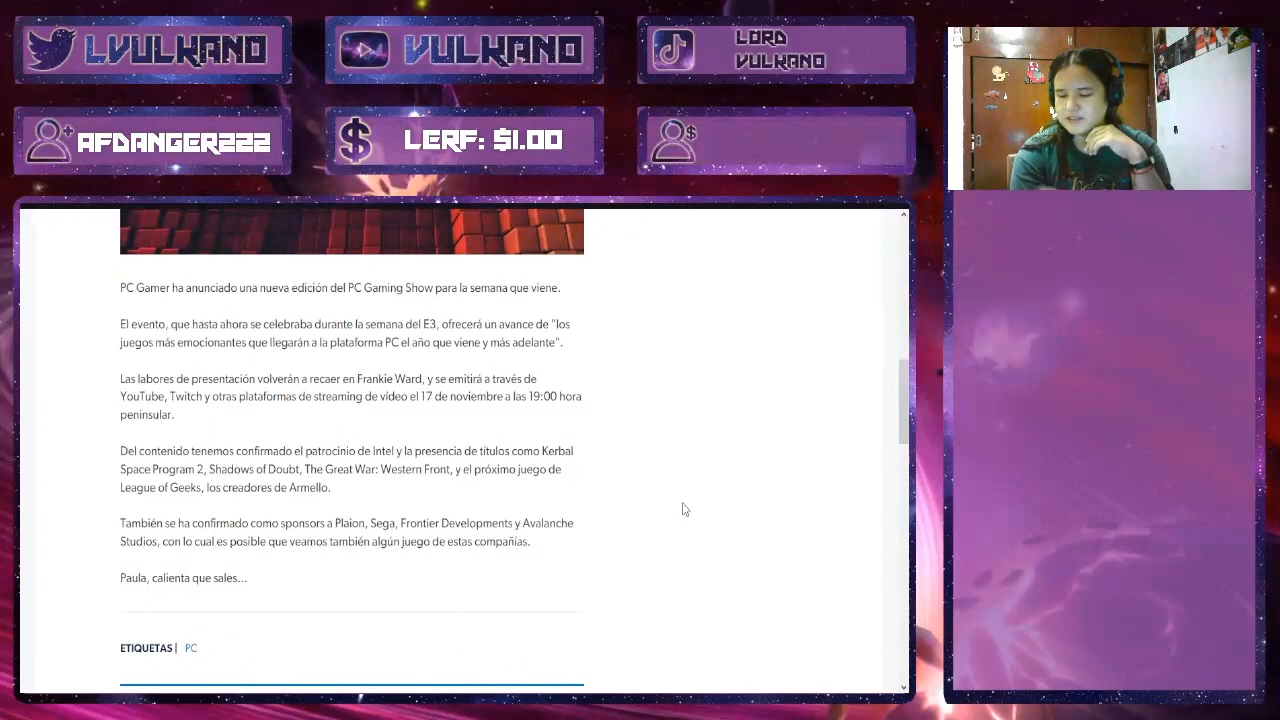 LVULKANO
VULKANO
LORD
VULKANO
AFDANGER222
LERF: $1.00
PC Gamer ha anunciado una nueva edición del PC Gaming Show para la semana que viene.
El evento, que hasta ahora se celebraba durante la semana del E3, ofrecerá un avance de "los
juegos más emocionantes que llegarán a la plataforma PC el año que viene y más adelante".
Las labores de presentación volverán a recaer en Frankie Ward, y se emitirá a través de
YouTube, Twitch y otras plataformas de streaming de vídeo el 17 de noviembre a las 19:00 hora
peninsular.
Del contenido tenemos confirmado el patrocinio de Intel y la presencia de títulos como Kerbal
Space Program 2, Shadows of Doubt, The Great War: Western Front, y el próximo juego de
League of Geeks, los creadores de Armello.
También se ha confirmado como sponsors a Plaion, Sega, Frontier Developments y Avalanche
Studios, con lo cual es posible que veamos también algún juego de estas compañías.
Paula, calienta que sales...
ETIQUETAS | PC